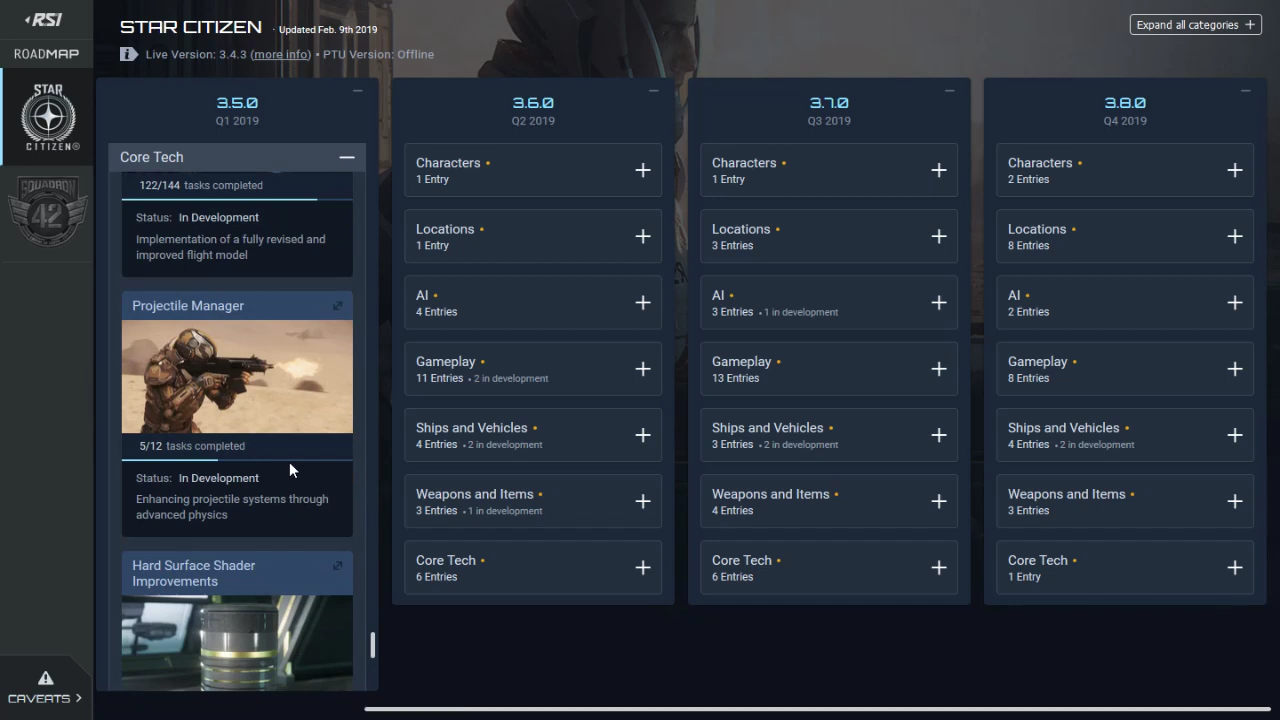 RSI
ROADMAP
STAR
CITIZEN®
SQUADRON
42
CAVEATS
STAR CITIZEN • Updated Feb. 9th 2019
Live Version: 3.4.3 (more info) • PTU Version: Offline
Expand all categories
3.5.0
Q1 2019
Core Tech
122/144 tasks completed
Status: In Development
Implementation of a fully revised and
improved flight model
Projectile Manager
5/12 tasks completed
Status: In Development
Enhancing projectile systems through
advanced physics
Hard Surface Shader
Improvements
3.6.0
Q2 2019
Characters •
1 Entry
Locations •
1 Entry
AI •
4 Entries
Gameplay •
11 Entries • 2 in development
Ships and Vehicles •
4 Entries • 2 in development
Weapons and Items •
3 Entries • 1 in development
Core Tech •
6 Entries
3.7.0
Q3 2019
Characters •
1 Entry
Locations •
3 Entries
AI •
3 Entries • 1 in development
Gameplay •
13 Entries
Ships and Vehicles •
3 Entries • 2 in development
Weapons and Items •
4 Entries
Core Tech •
6 Entries
3.8.0
Q4 2019
Characters •
2 Entries
Locations •
8 Entries
AI •
2 Entries
Gameplay •
8 Entries
Ships and Vehicles •
4 Entries • 2 in development
Weapons and Items •
3 Entries
Core Tech •
1 Entry